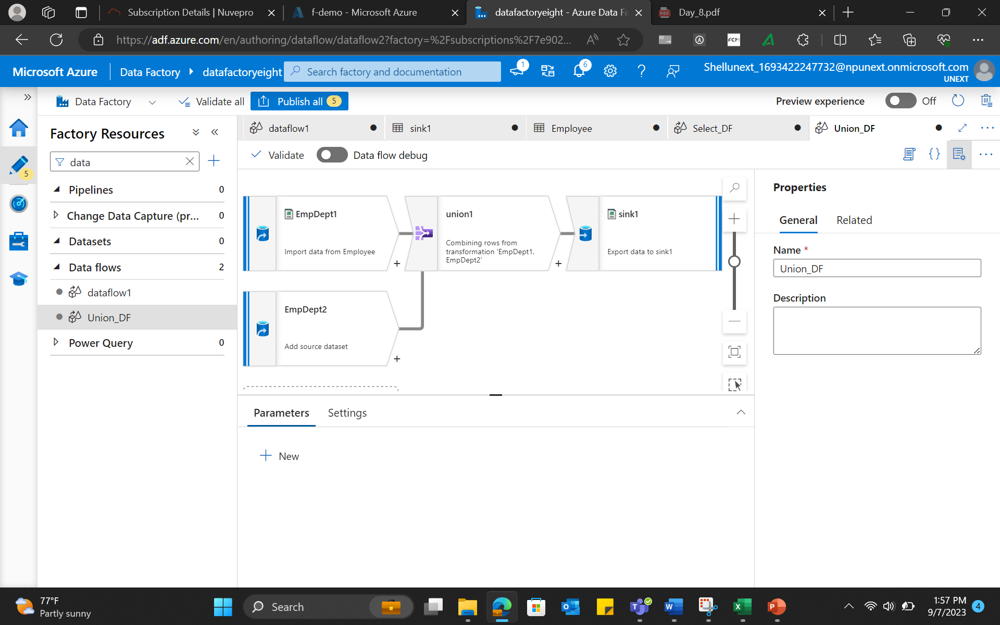 Subscription Details | Nuvepro
f-demo - Microsoft Azure
datafactoryeight - Azure Data Fa
Day_8.pdf
https://adf.azure.com/en/authoring/dataflow/dataflow2?factory=%2Fsubscriptions%2F7e902...
Microsoft Azure
Data Factory
datafactoryeight
Search factory and documentation
1
6
Shellunext_1693422247732@npunext.onmicrosoft.com
UNEXT
Data Factory
Validate all
Publish all 5
Preview experience
Off
Factory Resources
dataflow1
sink1
Employee
Select_DF
Union_DF
data
5
Validate
Data flow debug
Pipelines 0
Change Data Capture (pr... 0
Datasets 0
Data flows 2
dataflow1
Union_DF
Power Query 0
EmpDept1
Import data from Employee
union1
Combining rows from
transformation 'EmpDept1,
EmpDept2'
sink1
Export data to sink1
EmpDept2
Add source dataset
Properties
General
Related
Name *
Union_DF
Description
Parameters
Settings
New
77°F
Partly sunny
Search
1:57 PM
9/7/2023
4